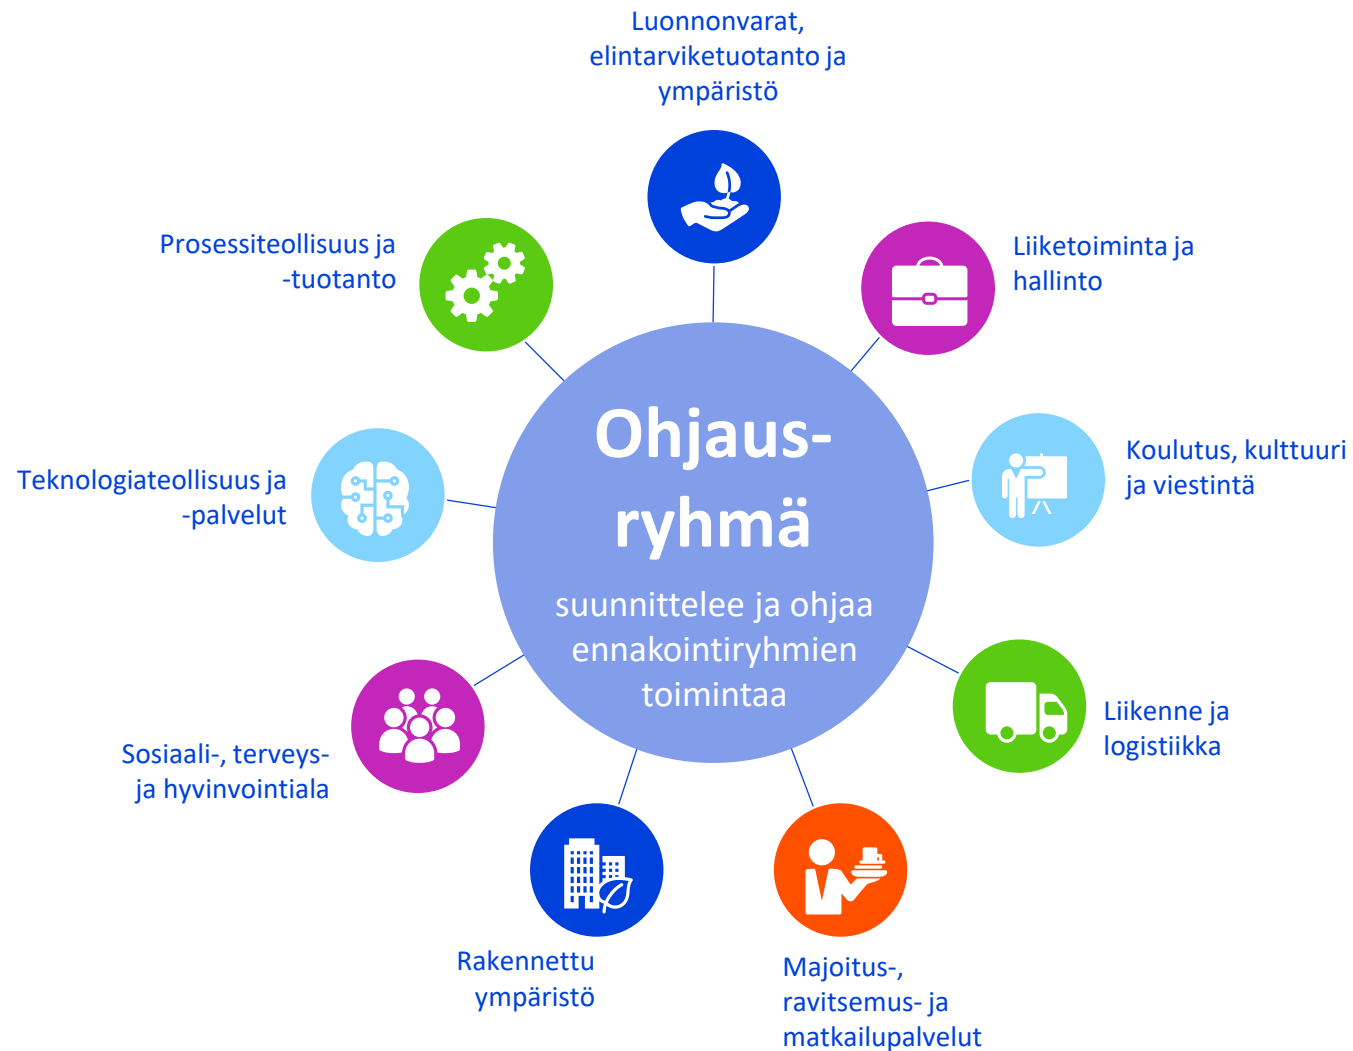 Luonnonvarat,
elintarviketuotanto ja
ympäristö
Prosessiteollisuus ja
-tuotanto
Liiketoiminta ja
hallinto
Ohjaus-
ryhmä
suunnittelee ja ohjaa
ennakointiryhmien
toimintaa
Koulutus, kulttuuri
ja viestintä
Teknologiateollisuus ja
-palvelut
Liikenne ja
logistiikka
Sosiaali-, terveys-
ja hyvinvointiala
Rakennettu
ympäristö
Majoitus-,
ravitsemus- ja
matkailupalvelut